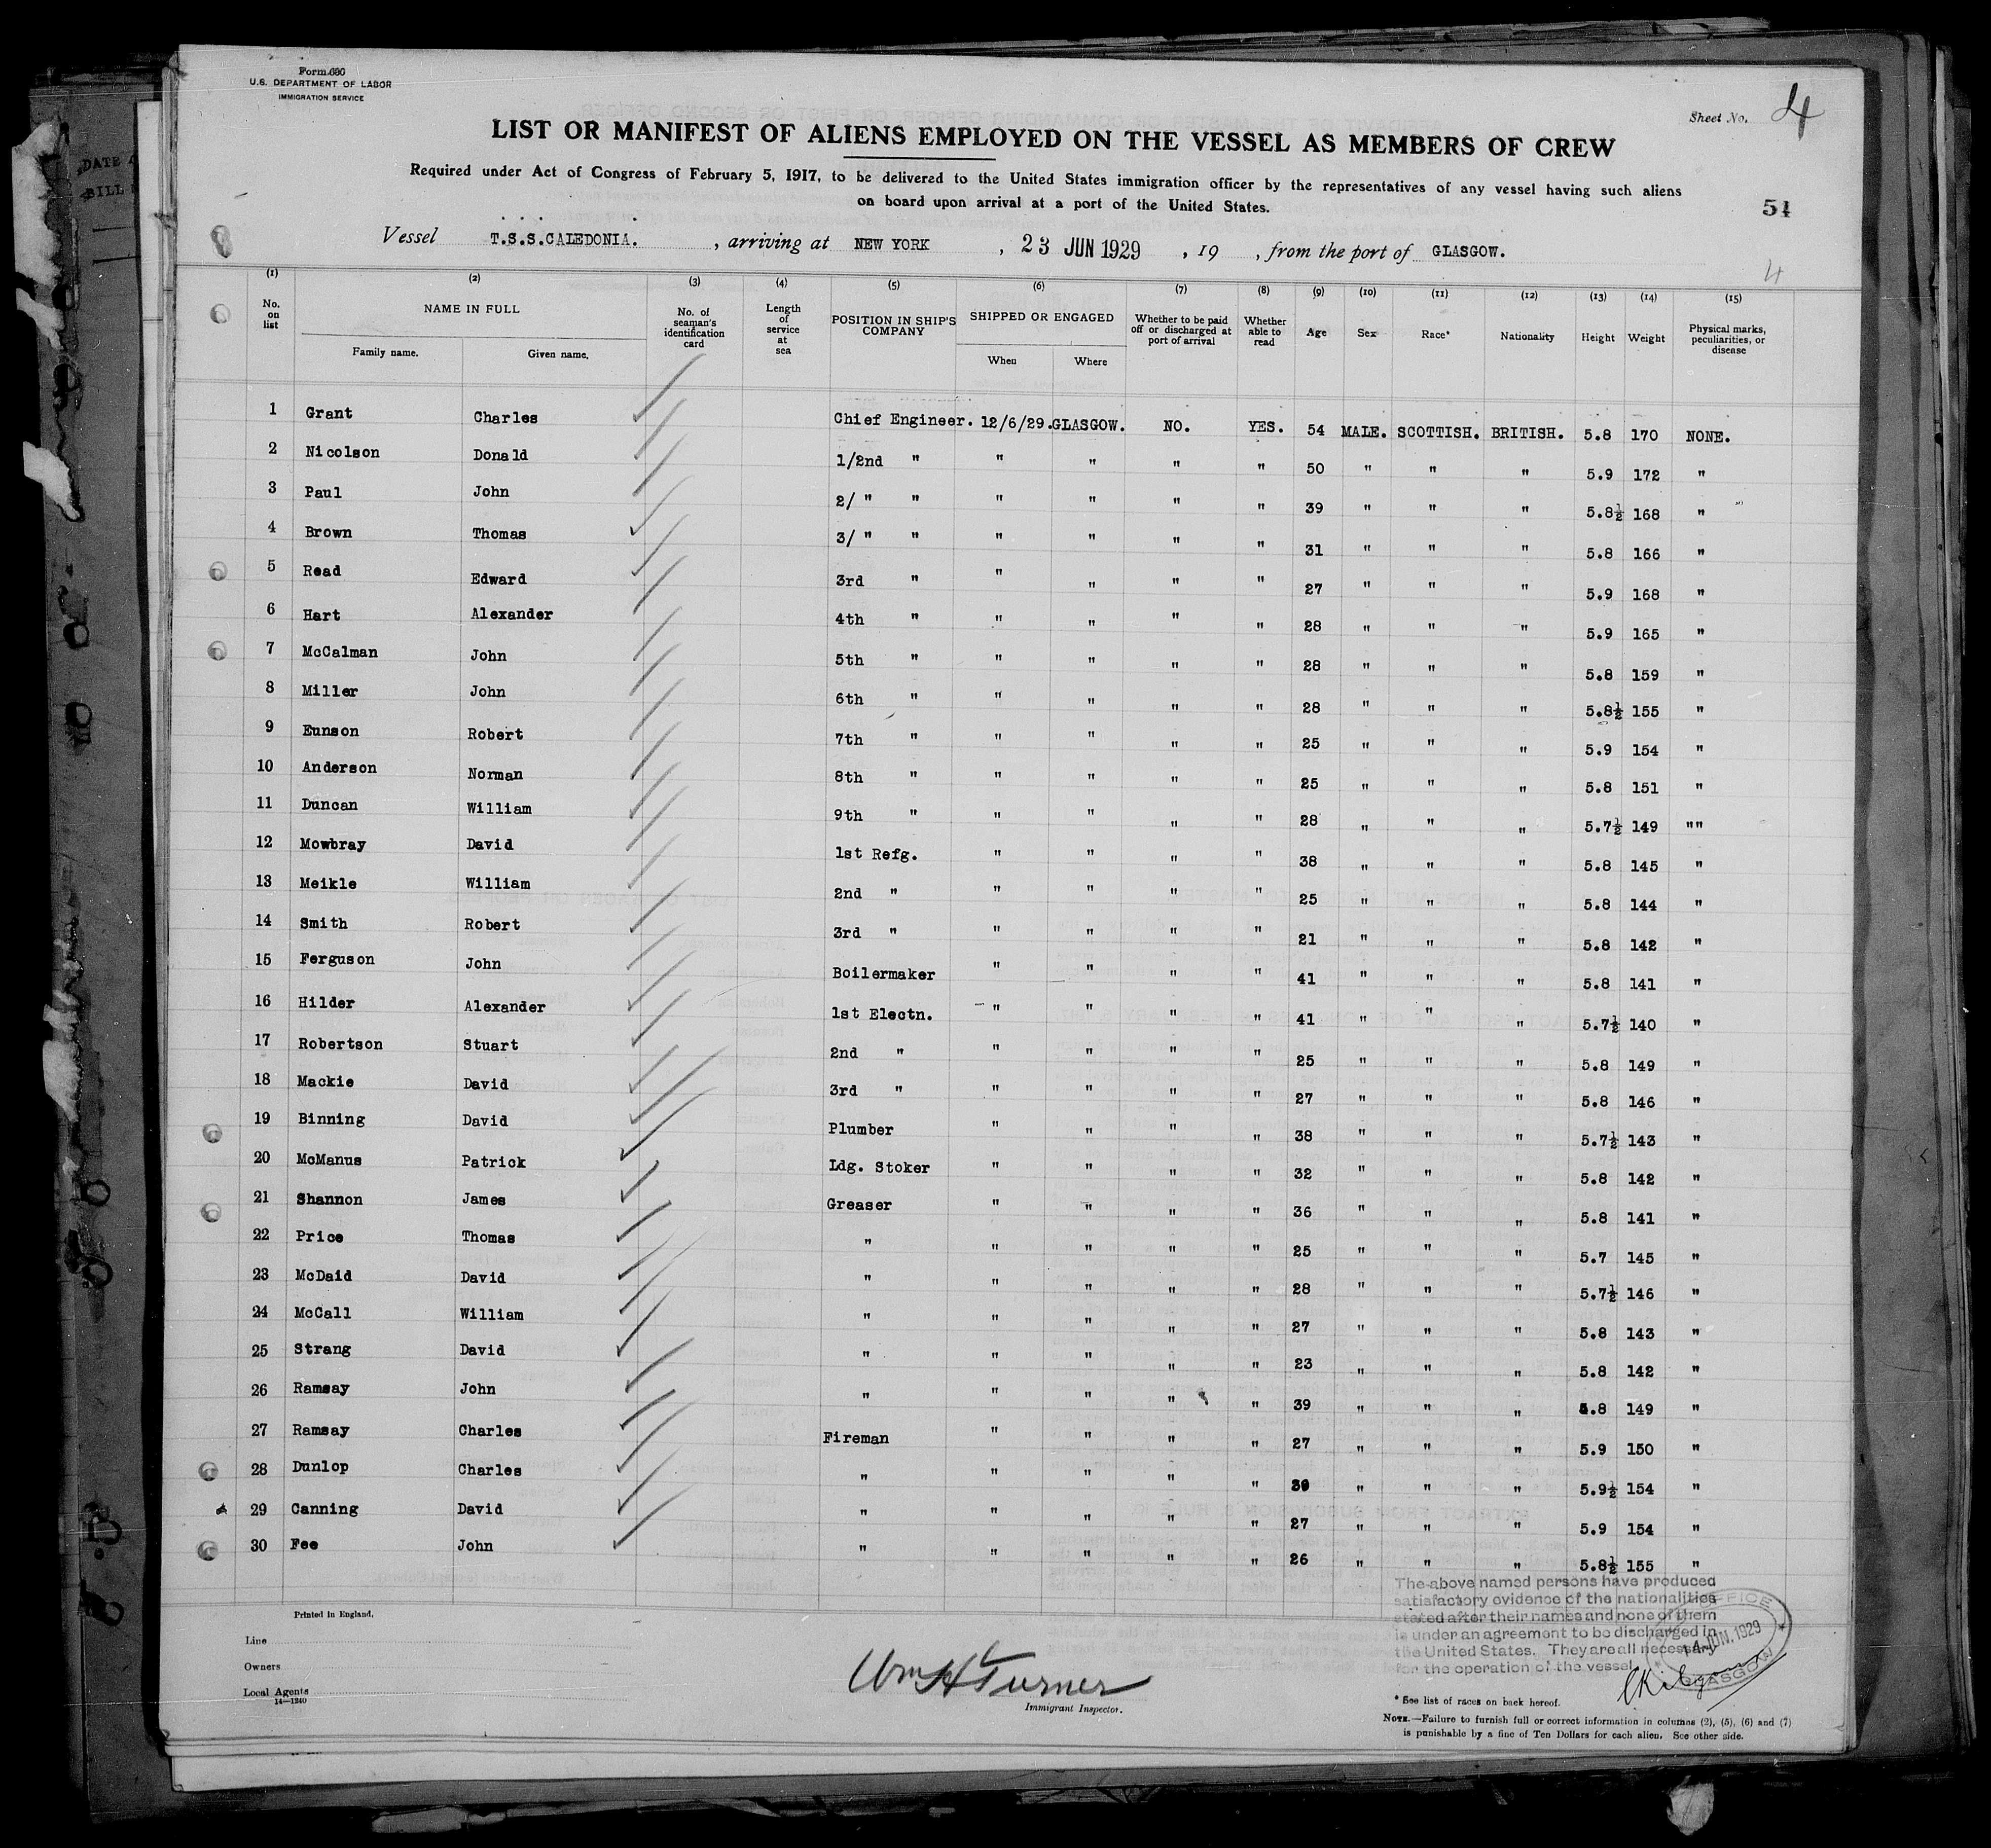 Form 680
U.S. DEPARTMENT OF LABOR
IMMIGRATION SERVICE
Sheet No. 4
LIST OR MANIFEST OF ALIENS EMPLOYED ON THE VESSEL AS MEMBERS OF CREW
Required under Act of Congress of February 5, 1917, to be delivered to the United States immigration officer by the representatives of any vessel having such aliens
on board upon arrival at a port of the United States.
51
Vessel T.S.S.CALEDONIA. , arriving at NEW YORK , 23 JUN 1929 , 19 , from the port of GLASGOW.
4
(1) (2) (3) (4) (5) (6) (7) (8) (9) (10) (11) (12) (13) (14) (15)
No. on list NAME IN FULL Family name. Given name. No. of seaman's identification card Length of service at sea POSITION IN SHIP'S COMPANY SHIPPED OR ENGAGED When Where Whether to be paid off or discharged at port of arrival Whether able to read Age Sex Race* Nationality Height Weight Physical marks, peculiarities, or disease
1 Grant Charles Chief Engineer. 12/6/29. GLASGOW. NO. YES. 54 MALE. SCOTTISH. BRITISH. 5.8 170 NONE.
2 Nicolson Donald 1/2nd " " " " " 50 " " " 5.9 172 "
3 Paul John 2/ " " " " " " 39 " " " 5.8½ 168 "
4 Brown Thomas 3/ " " " " " " 31 " " " 5.8 166 "
5 Read Edward 3rd " " " " " 27 " " " 5.9 168 "
6 Hart Alexander 4th " " " " " 28 " " " 5.9 165 "
7 McCalman John 5th " " " " " 28 " " " 5.8 159 "
8 Miller John 6th " " " " " 28 " " " 5.8½ 155 "
9 Eunson Robert 7th " " " " " 25 " " " 5.9 154 "
10 Anderson Norman 8th " " " " " 25 " " " 5.8 151 "
11 Duncan William 9th " " " " " 28 " " " 5.7½ 149 ""
12 Mowbray David 1st Refg. " " " " 38 " " " 5.8 145 "
13 Meikle William 2nd " " " " " 25 " " " 5.8 144 "
14 Smith Robert 3rd " " " " " 21 " " " 5.8 142 "
15 Ferguson John Boilermaker " " " " 41 " " " 5.8 141 "
16 Hilder Alexander 1st Electn. " " " " 41 " " " 5.7½ 140 "
17 Robertson Stuart 2nd " " " " " 25 " " " 5.8 149 "
18 Mackie David 3rd " " " " " 27 " " " 5.8 146 "
19 Binning David Plumber " " " " 38 " " " 5.7½ 143 "
20 McManus Patrick Ldg. Stoker " " " " 32 " " " 5.8 142 "
21 Shannon James Greaser " " " " 36 " " " 5.8 141 "
22 Price Thomas " " " " " 25 " " " 5.7 145 "
23 McDaid David " " " " " 28 " " " 5.7½ 146 "
24 McCall William " " " " " 27 " " " 5.8 143 "
25 Strang David " " " " " 23 " " " 5.8 142 "
26 Ramsay John " " " " " 39 " " " 5.8 149 "
27 Ramsay Charles Fireman " " " " 27 " " " 5.9 150 "
28 Dunlop Charles " " " " " " " " 5.9½ 154 "
29 Canning David " " " " " 27 " " " 5.9 154 "
30 Fee John " " " " " 26 " " " 5.8½ 155 "
The above named persons have produced
satisfactory evidence of the nationalities
stated after their names and none of them
is under an agreement to be discharged in
the United States. They are all necessary
for the operation of the vessel
OFFICE
14 JUN. 1929
GLASGOW
Printed in England.
Line
Owners
Local Agents
14—1240
Wm H Turner
Immigrant Inspector.
* See list of races on back hereof.
NOTE.—Failure to furnish full or correct information in columns (2), (5), (6) and (7)
is punishable by a fine of Ten Dollars for each alien. See other side.
DATE
BILL